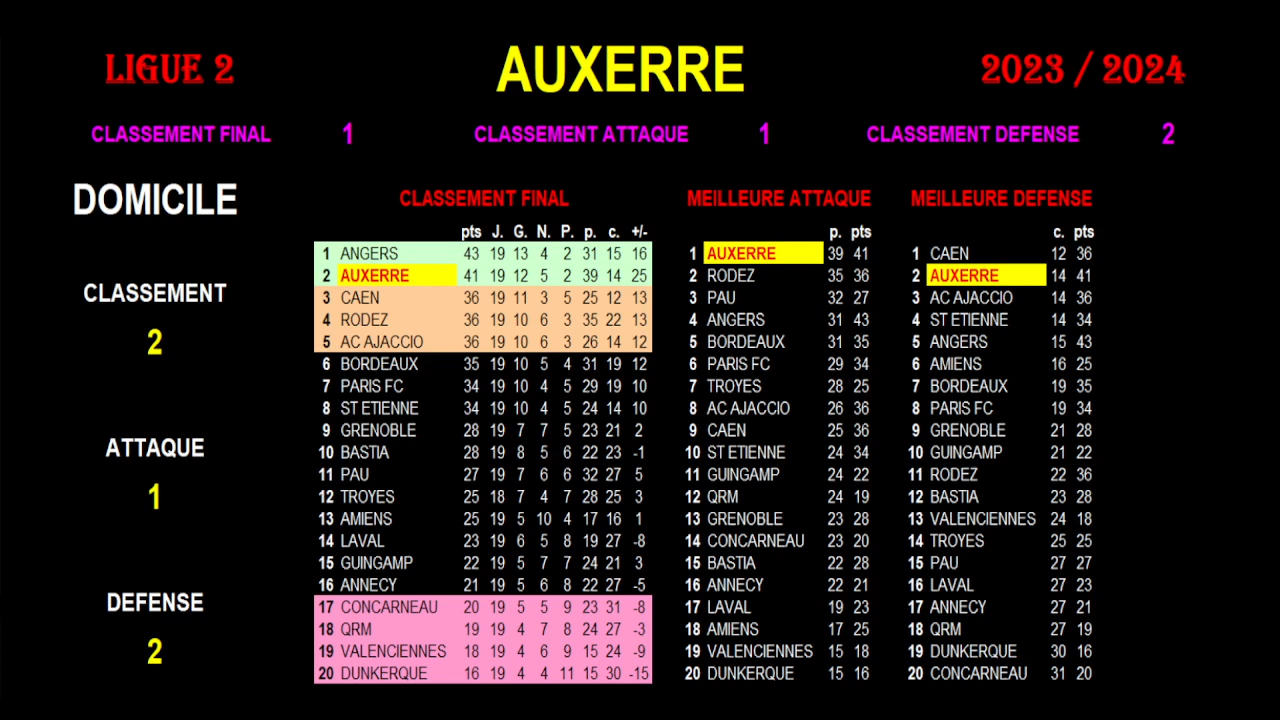 LIGUE 2 AUXERRE 2023 / 2024
CLASSEMENT FINAL 1 CLASSEMENT ATTAQUE 1 CLASSEMENT DEFENSE 2
DOMICILE
CLASSEMENT
2
ATTAQUE
1
DEFENSE
2
CLASSEMENT FINAL
pts J. G. N. P. p. c. +/-
1 ANGERS 43 19 13 4 2 31 15 16
2 AUXERRE 41 19 12 5 2 39 14 25
3 CAEN 36 19 11 3 5 25 12 13
4 RODEZ 36 19 10 6 3 35 22 13
5 AC AJACCIO 36 19 10 6 3 26 14 12
6 BORDEAUX 35 19 10 5 4 31 19 12
7 PARIS FC 34 19 10 4 5 29 19 10
8 ST ETIENNE 34 19 10 4 5 24 14 10
9 GRENOBLE 28 19 7 7 5 23 21 2
10 BASTIA 28 19 8 5 6 22 23 -1
11 PAU 27 19 7 6 6 32 27 5
12 TROYES 25 18 7 4 7 28 25 3
13 AMIENS 25 19 5 10 4 17 16 1
14 LAVAL 23 19 6 5 8 19 27 -8
15 GUINGAMP 22 19 5 7 7 24 21 3
16 ANNECY 21 19 5 6 8 22 27 -5
17 CONCARNEAU 20 19 5 5 9 23 31 -8
18 QRM 19 19 4 7 8 24 27 -3
19 VALENCIENNES 18 19 4 6 9 15 24 -9
20 DUNKERQUE 16 19 4 4 11 15 30 -15
MEILLEURE ATTAQUE
p. pts
1 AUXERRE 39 41
2 RODEZ 35 36
3 PAU 32 27
4 ANGERS 31 43
5 BORDEAUX 31 35
6 PARIS FC 29 34
7 TROYES 28 25
8 AC AJACCIO 26 36
9 CAEN 25 36
10 ST ETIENNE 24 34
11 GUINGAMP 24 22
12 QRM 24 19
13 GRENOBLE 23 28
14 CONCARNEAU 23 20
15 BASTIA 22 28
16 ANNECY 22 21
17 LAVAL 19 23
18 AMIENS 17 25
19 VALENCIENNES 15 18
20 DUNKERQUE 15 16
MEILLEURE DEFENSE
c. pts
1 CAEN 12 36
2 AUXERRE 14 41
3 AC AJACCIO 14 36
4 ST ETIENNE 14 34
5 ANGERS 15 43
6 AMIENS 16 25
7 BORDEAUX 19 35
8 PARIS FC 19 34
9 GRENOBLE 21 28
10 GUINGAMP 21 22
11 RODEZ 22 36
12 BASTIA 23 28
13 VALENCIENNES 24 18
14 TROYES 25 25
15 PAU 27 27
16 LAVAL 27 23
17 ANNECY 27 21
18 QRM 27 19
19 DUNKERQUE 30 16
20 CONCARNEAU 31 20